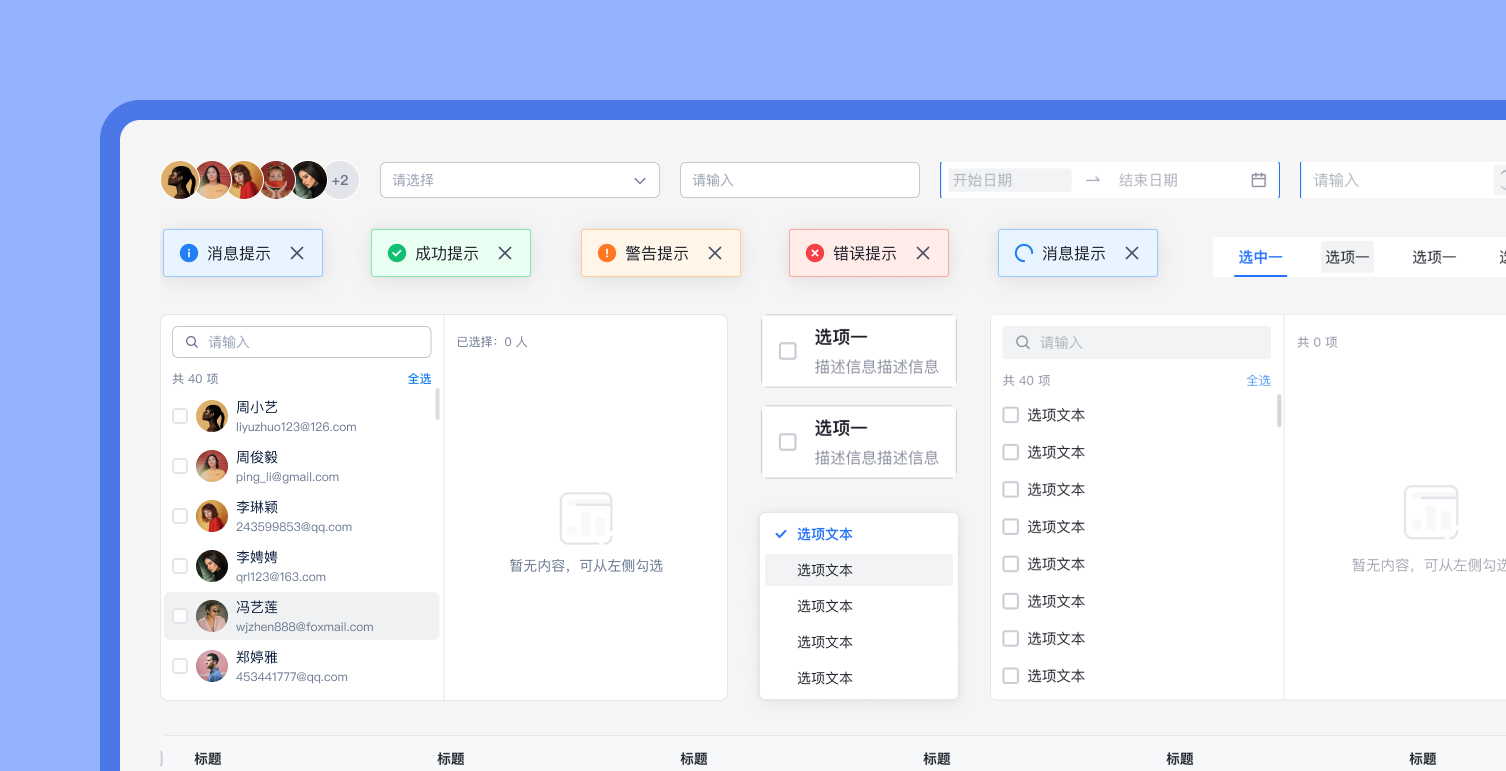 +2
请选择
请输入
开始日期
结束日期
请输入
消息提示
成功提示
警告提示
错误提示
消息提示
选中一
选项一
选项一
请输入
共 40 项
全选
周小艺
liyuzhuo123@126.com
周俊毅
ping_li@gmail.com
李琳颖
243599853@qq.com
李娉娉
qrl123@163.com
冯艺莲
wjzhen888@foxmail.com
郑婷雅
453441777@qq.com
已选择：0 人
暂无内容，可从左侧勾选
选项一
描述信息描述信息
选项一
描述信息描述信息
选项文本
选项文本
选项文本
选项文本
选项文本
请输入
共 40 项
全选
选项文本
选项文本
选项文本
选项文本
选项文本
选项文本
选项文本
选项文本
共 0 项
暂无内容，可从左侧勾选
标题
标题
标题
标题
标题
标题